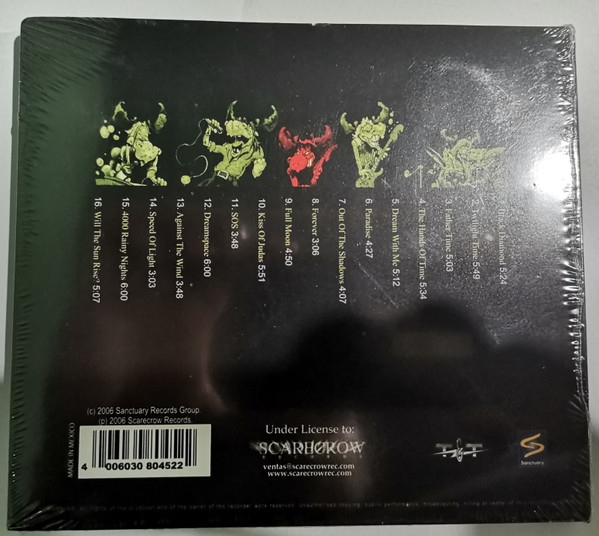 1. Black Diamond 5:24
2. Twilight Time 5:49
3. Father Time 5:03
4. The Hands Of Time 5:34
5. Dream With Me 5:12
6. Paradise 4:27
7. Out Of The Shadows 4:07
8. Forever 3:06
9. Full Moon 4:50
10. Kiss Of Judas 5:51
11. SOS 3:48
12. Dreamspace 6:00
13. Against The Wind 3:48
14. Speed Of Light 3:03
15. 4000 Rainy Nights 6:00
16. Will The Sun Rise? 5:07
(c) 2006 Sanctuary Records Group
(p) 2006 Scarecrow Records
MADE IN MEXICO
4 006030 804522
Under License to:
SCARECROW
RECORDS
ventas@scarecrowrec.com
www.scarecrowrec.com
T&T
Sanctuary